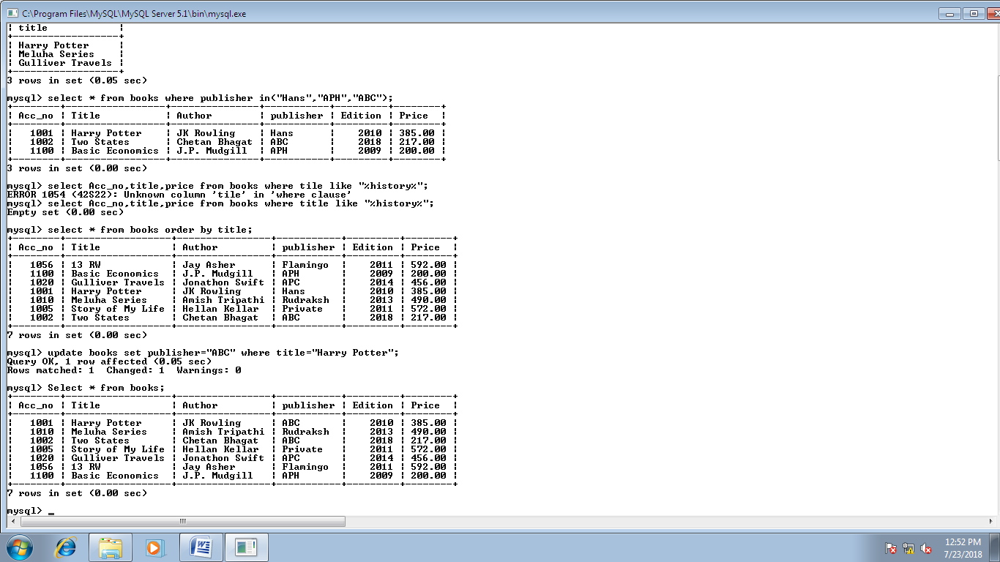 C:\Program Files\MySQL\MySQL Server 5.1\bin\mysql.exe
| title            |
+------------------+
| Harry Potter     |
| Meluha Series    |
| Gulliver Travels |
+------------------+
3 rows in set (0.05 sec)
mysql> select * from books where publisher in("Hans","APH","ABC");
+--------+-----------------+---------------+-----------+---------+--------+
| Acc_no | Title           | Author        | publisher | Edition | Price  |
+--------+-----------------+---------------+-----------+---------+--------+
|   1001 | Harry Potter    | JK Rowling    | Hans      |    2010 | 385.00 |
|   1002 | Two States      | Chetan Bhagat | ABC       |    2018 | 217.00 |
|   1100 | Basic Economics | J.P. Mudgill  | APH       |    2009 | 200.00 |
+--------+-----------------+---------------+-----------+---------+--------+
3 rows in set (0.00 sec)
mysql> select Acc_no,title,price from books where tile like "%history%";
ERROR 1054 (42S22): Unknown column 'tile' in 'where clause'
mysql> select Acc_no,title,price from books where title like "%history%";
Empty set (0.00 sec)
mysql> select * from books order by title;
+--------+------------------+----------------+-----------+---------+--------+
| Acc_no | Title            | Author         | publisher | Edition | Price  |
+--------+------------------+----------------+-----------+---------+--------+
|   1056 | 13 RW            | Jay Asher      | Flamingo  |    2011 | 592.00 |
|   1100 | Basic Economics  | J.P. Mudgill   | APH       |    2009 | 200.00 |
|   1020 | Gulliver Travels | Jonathon Swift | APC       |    2014 | 456.00 |
|   1001 | Harry Potter     | JK Rowling     | Hans      |    2010 | 385.00 |
|   1010 | Meluha Series    | Amish Tripathi | Rudraksh  |    2013 | 490.00 |
|   1005 | Story of My Life | Hellan Kellar  | Private   |    2011 | 572.00 |
|   1002 | Two States       | Chetan Bhagat  | ABC       |    2018 | 217.00 |
+--------+------------------+----------------+-----------+---------+--------+
7 rows in set (0.00 sec)
mysql> update books set publisher="ABC" where title="Harry Potter";
Query OK, 1 row affected (0.05 sec)
Rows matched: 1  Changed: 1  Warnings: 0
mysql> Select * from books;
+--------+------------------+----------------+-----------+---------+--------+
| Acc_no | Title            | Author         | publisher | Edition | Price  |
+--------+------------------+----------------+-----------+---------+--------+
|   1001 | Harry Potter     | JK Rowling     | ABC       |    2010 | 385.00 |
|   1010 | Meluha Series    | Amish Tripathi | Rudraksh  |    2013 | 490.00 |
|   1002 | Two States       | Chetan Bhagat  | ABC       |    2018 | 217.00 |
|   1005 | Story of My Life | Hellan Kellar  | Private   |    2011 | 572.00 |
|   1020 | Gulliver Travels | Jonathon Swift | APC       |    2014 | 456.00 |
|   1056 | 13 RW            | Jay Asher      | Flamingo  |    2011 | 592.00 |
|   1100 | Basic Economics  | J.P. Mudgill   | APH       |    2009 | 200.00 |
+--------+------------------+----------------+-----------+---------+--------+
7 rows in set (0.00 sec)
mysql> _
12:52 PM
7/23/2018